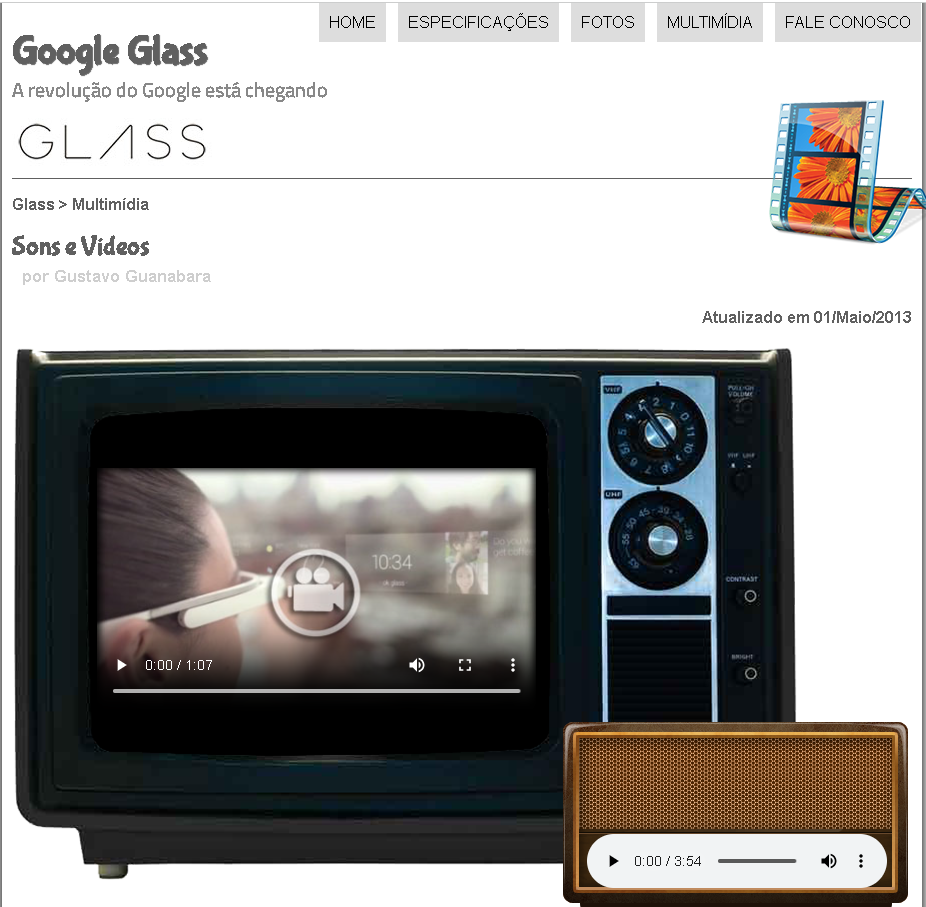 HOME ESPECIFICAÇÕES FOTOS MULTIMÍDIA FALE CONOSCO
Google Glass
A revolução do Google está chegando
GLASS
Glass > Multimídia
Sons e Vídeos
por Gustavo Guanabara
Atualizado em 01/Maio/2013
VHF
PULL-ON
VOLUME
VHF UHF
UHF
10:34
ok glass
CONTRAST
BRIGHT
0:00 / 1:07
0:00 / 3:54